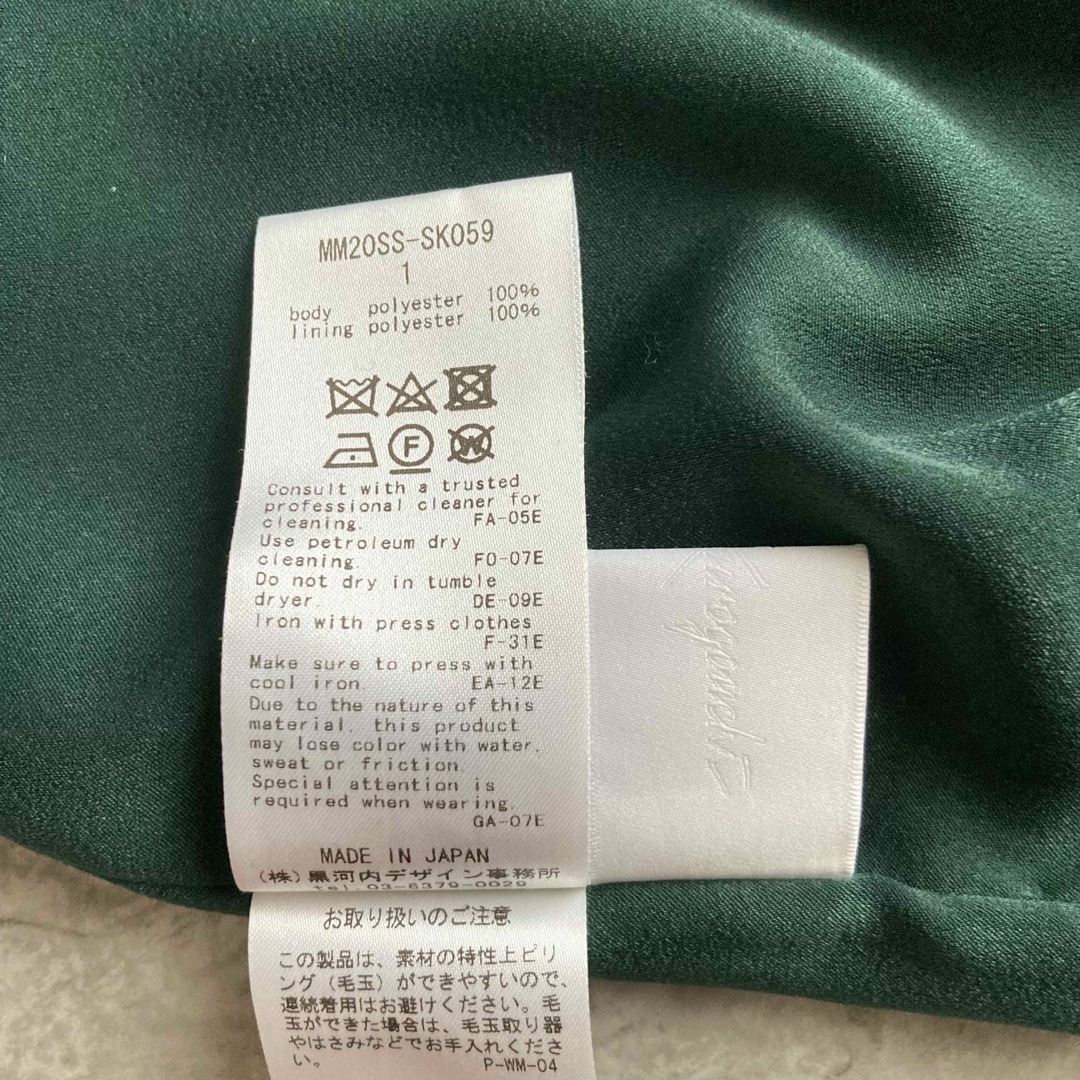 MM20SS-SK059
1
body polyester 100%
lining polyester 100%
F
W
Consult with a trusted
professional cleaner for
cleaning. FA-05E
Use petroleum dry
cleaning. FO-07E
Do not dry in tumble
dryer. DE-09E
Iron with press clothes
F-31E
Make sure to press with
cool iron. EA-12E
Due to the nature of this
material, this product
may lose color with water,
sweat or friction.
Special attention is
required when wearing.
GA-07E
MADE IN JAPAN
(株)黒河内デザイン事務所
tel.03-6379-0029
お取り扱いのご注意
この製品は、素材の特性上ピリ
ング(毛玉)ができやすいので、
連続着用はお避けください。毛
玉ができた場合は、毛玉取り器
やはさみなどでお手入れくださ
い。 P-WM-04